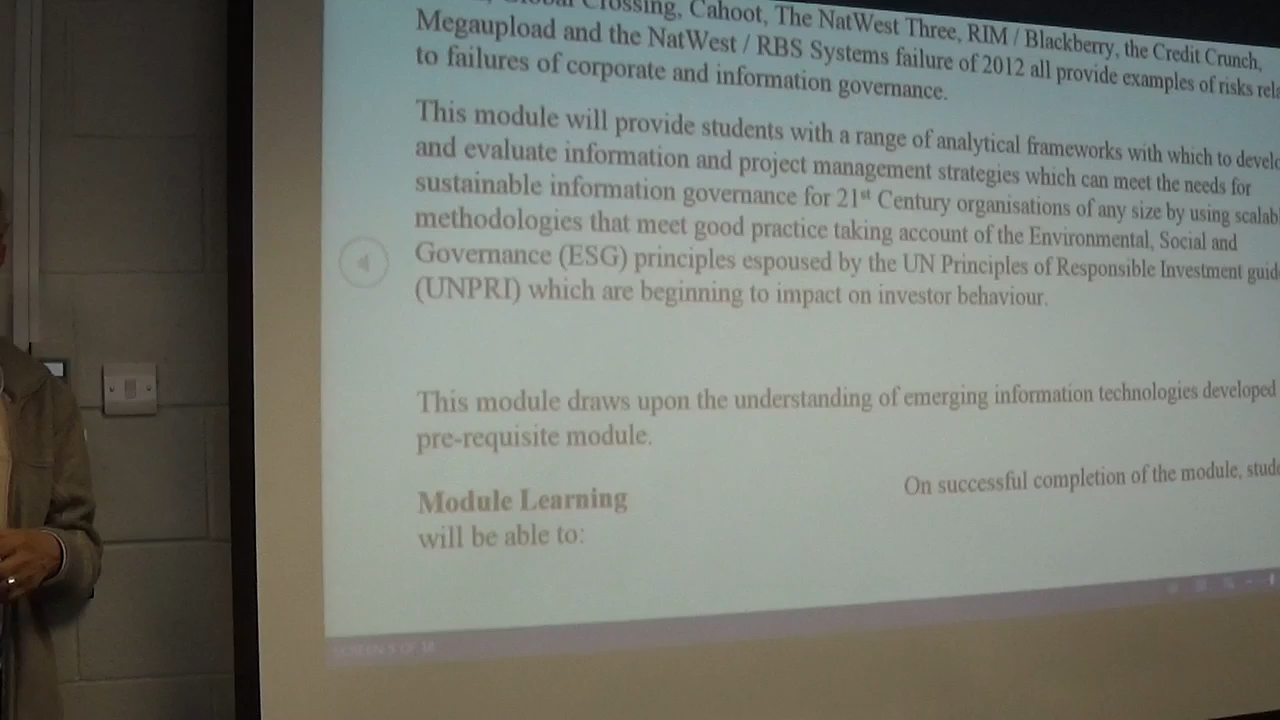 Crossing, Cahoot, The NatWest Three, RIM / Blackberry, the Credit Crunch,
Megaupload and the NatWest / RBS Systems failure of 2012 all provide examples of risks
to failures of corporate and information governance.
This module will provide students with a range of analytical frameworks with which to
and evaluate information and project management strategies which can meet the needs for
sustainable information governance for 21st Century organisations of any size by using
methodologies that meet good practice taking account of the Environmental, Social and
Governance (ESG) principles espoused by the UN Principles of Responsible Investment
(UNPRI) which are beginning to impact on investor behaviour.
This module draws upon the understanding of emerging information technologies developed
pre-requisite module.
Module Learning
On successful completion of the module,
will be able to:
SCREEN 5 OF 18